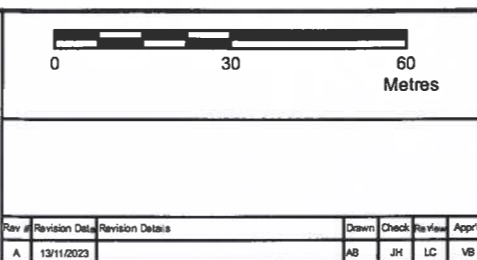 0 30 60
Metres
Rev # Revision Date Revision Details Drawn Check Review Appr'd
A 13/11/2023 AB JH LC VB